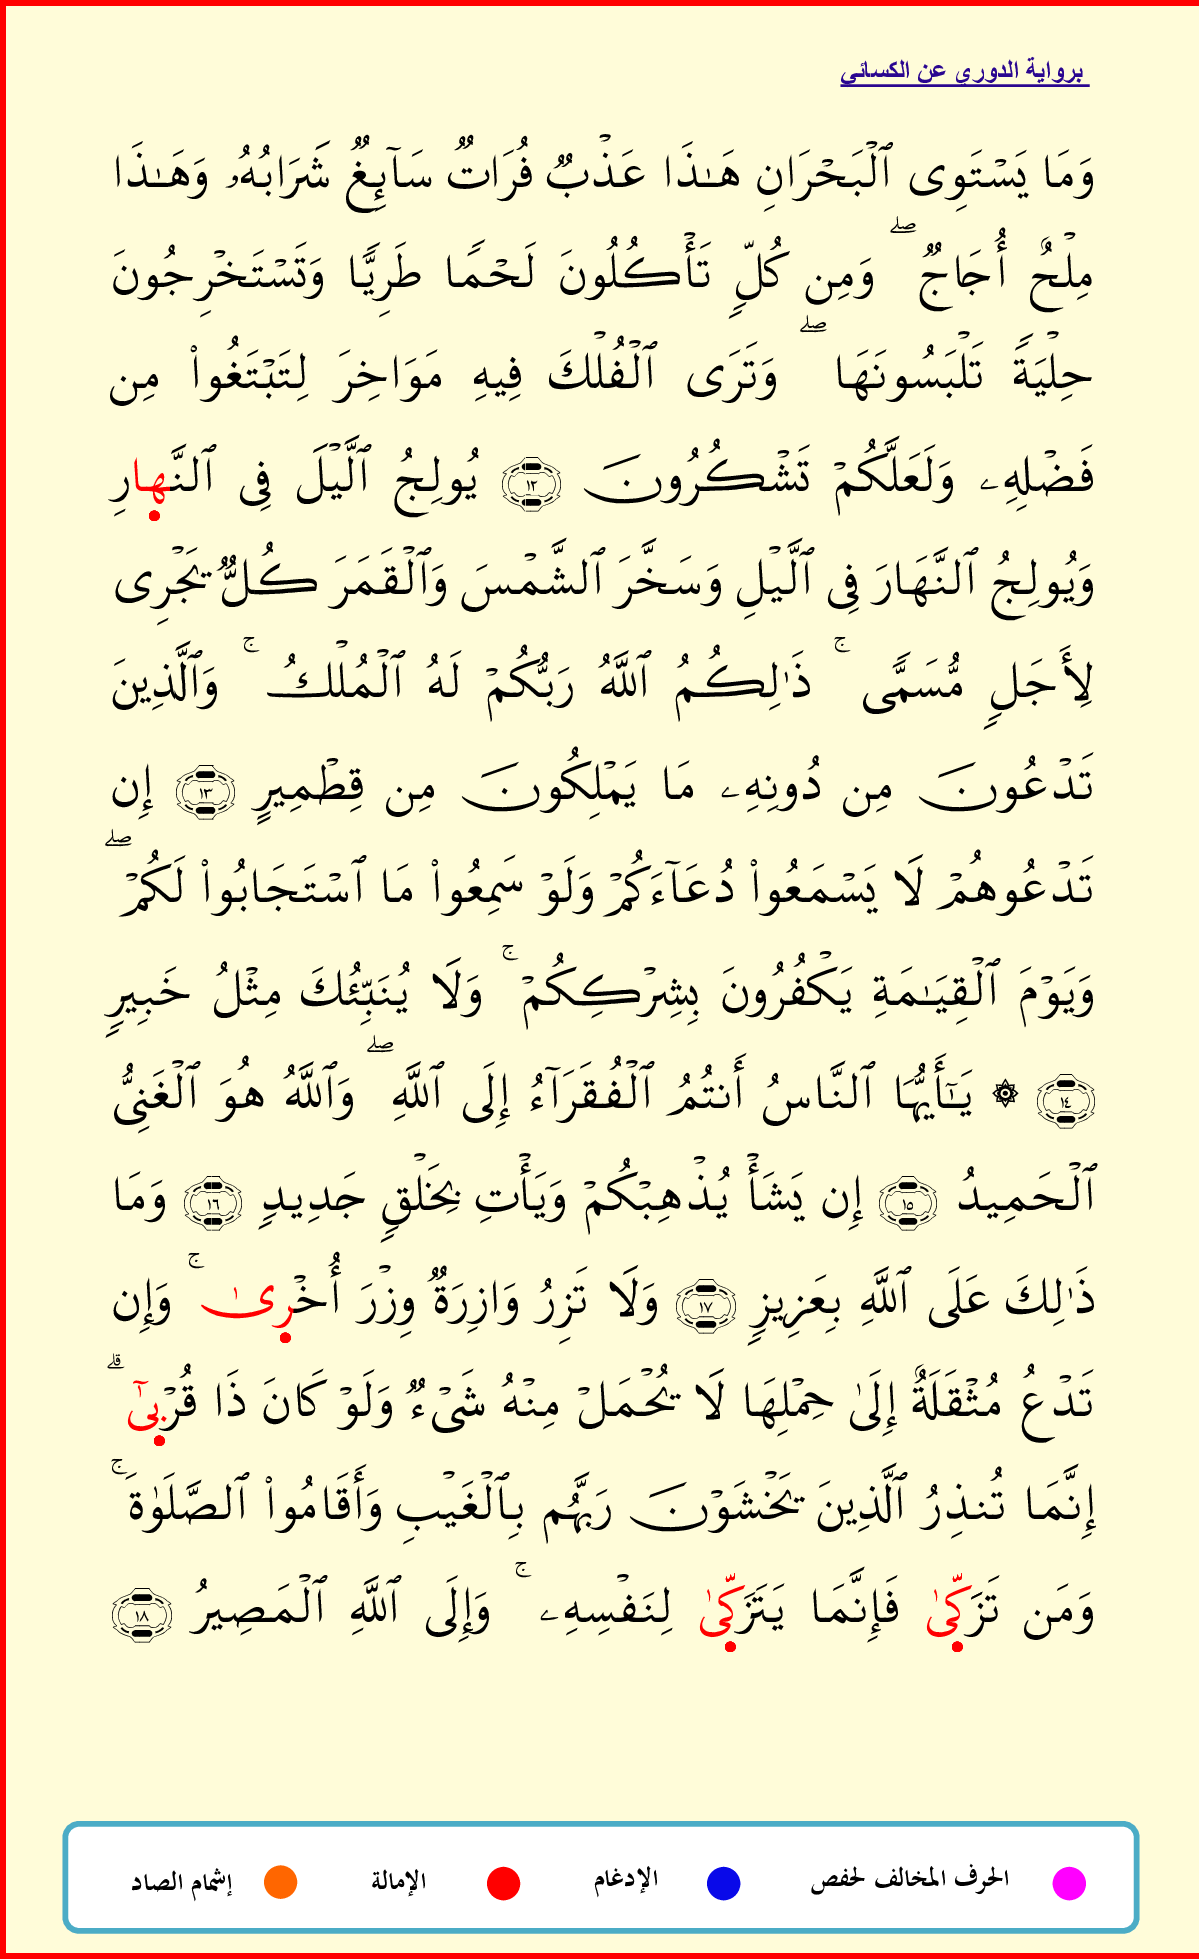 برواية الدوري عن الكسائي
وَمَا يَسۡتَوِى ٱلۡبَحۡرَانِ هَـٰذَا عَذۡبٌ فُرَاتٌ سَآئِغٌ شَرَابُهُۥ وَهَـٰذَا
مِلۡحٌ أُجَاجٌ ۖ وَمِن كُلٍّ تَأۡكُلُونَ لَحۡمًا طَرِيًّا وَتَسۡتَخۡرِجُونَ
حِلۡيَةً تَلۡبَسُونَهَا ۖ وَتَرَى ٱلۡفُلۡكَ فِيهِ مَوَاخِرَ لِتَبۡتَغُواْ مِن
فَضۡلِهِۦ وَلَعَلَّكُمۡ تَشۡكُرُونَ ١٢ يُولِجُ ٱلَّيۡلَ فِى ٱلنَّهارِ
وَيُولِجُ ٱلنَّهَارَ فِى ٱلَّيۡلِ وَسَخَّرَ ٱلشَّمۡسَ وَٱلۡقَمَرَ كُلٌّ يَجۡرِى
لِأَجَلٍ مُّسَمًّى ۚ ذَٰلِكُمُ ٱللَّهُ رَبُّكُمۡ لَهُ ٱلۡمُلۡكُ ۚ وَٱلَّذِينَ
تَدۡعُونَ مِن دُونِهِۦ مَا يَمۡلِكُونَ مِن قِطۡمِيرٍ ١٣ إِن
تَدۡعُوهُمۡ لَا يَسۡمَعُواْ دُعَآءَكُمۡ وَلَوۡ سَمِعُواْ مَا ٱسۡتَجَابُواْ لَكُمۡ ۖ
وَيَوۡمَ ٱلۡقِيَـٰمَةِ يَكۡفُرُونَ بِشِرۡكِكُمۡ ۚ وَلَا يُنَبِّئُكَ مِثۡلُ خَبِيرٍ
١٤ ۞ يَـٰٓأَيُّهَا ٱلنَّاسُ أَنتُمُ ٱلۡفُقَرَآءُ إِلَى ٱللَّهِ ۖ وَٱللَّهُ هُوَ ٱلۡغَنِىُّ
ٱلۡحَمِيدُ ١٥ إِن يَشَأۡ يُذۡهِبۡكُمۡ وَيَأۡتِ بِخَلۡقٍ جَدِيدٍ ١٦ وَمَا
ذَٰلِكَ عَلَى ٱللَّهِ بِعَزِيزٍ ١٧ وَلَا تَزِرُ وَازِرَةٌ وِزۡرَ أُخۡرىٰ ۚ وَإِن
تَدۡعُ مُثۡقَلَةٌ إِلَىٰ حِمۡلِهَا لَا يُحۡمَلۡ مِنۡهُ شَىۡءٌ وَلَوۡ كَانَ ذَا قُرۡبىٰٓ ۗ
إِنَّمَا تُنذِرُ ٱلَّذِينَ يَخۡشَوۡنَ رَبَّهُم بِٱلۡغَيۡبِ وَأَقَامُواْ ٱلصَّلَوٰةَ ۚ
وَمَن تَزَكّىٰ فَإِنَّمَا يَتَزَكّىٰ لِنَفۡسِهِۦ ۚ وَإِلَى ٱللَّهِ ٱلۡمَصِيرُ ١٨
الحرف المخالف لحفص الإدغام الإمالة إشمام الصاد